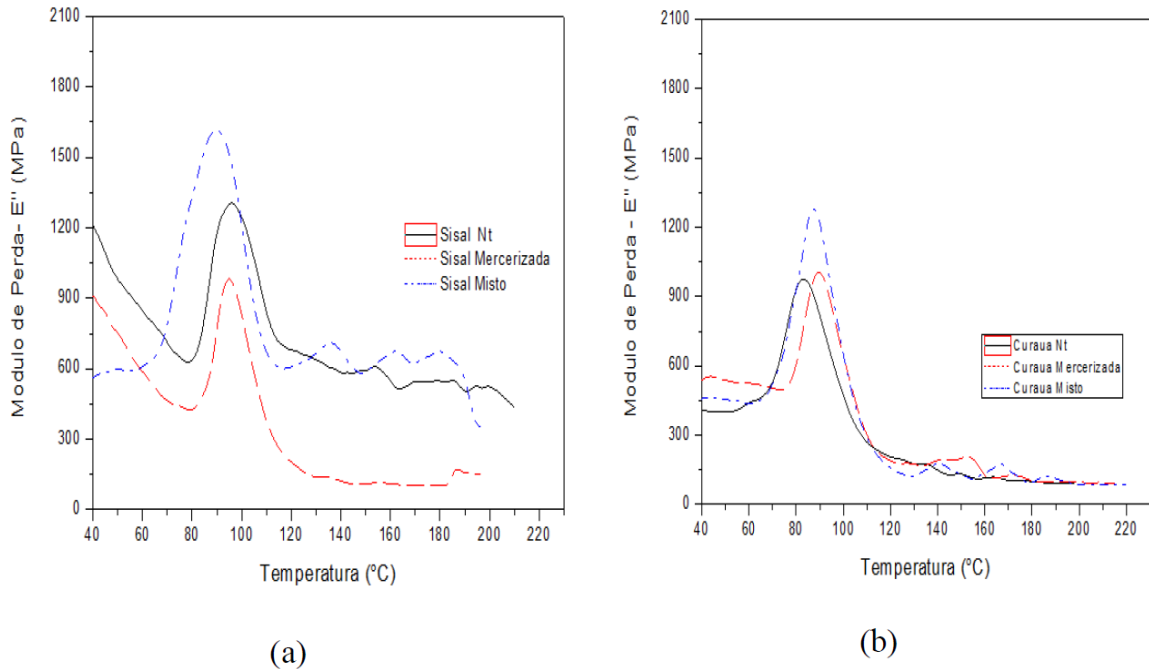 2100
1800
1500
1200
900
600
300
0
Modulo de Perda- E'' (MPa)
40 60 80 100 120 140 160 180 200 220
Temperatura (ºC)
Sisal Nt
Sisal Mercerizada
Sisal Misto
(a)
2100
1800
1500
1200
900
600
300
0
Modulo de Perda - E'' (MPa)
40 60 80 100 120 140 160 180 200 220
Temperatura (ºC)
Curaua Nt
Curaua Mercerizada
Curaua Misto
(b)